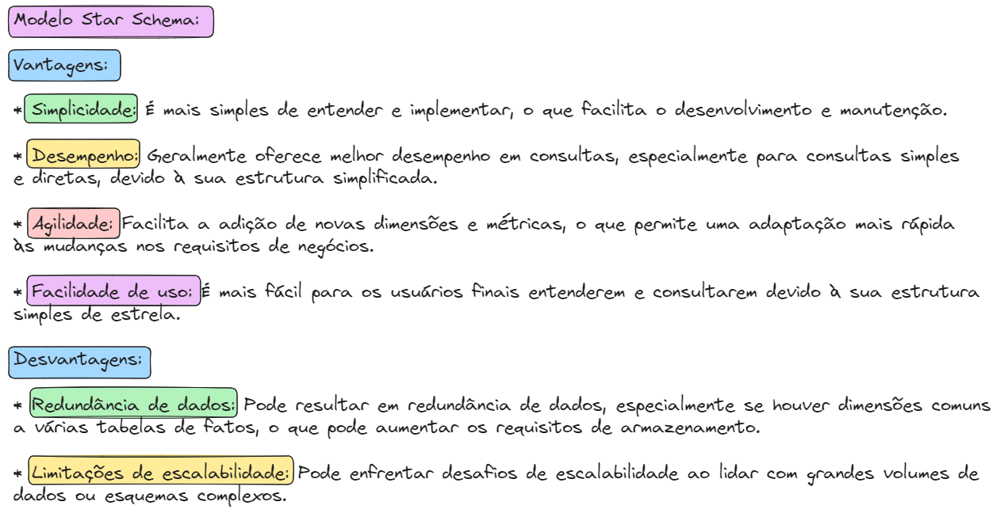 Modelo Star Schema:
Vantagens:
* Simplicidade: É mais simples de entender e implementar, o que facilita o desenvolvimento e manutenção.
* Desempenho: Geralmente oferece melhor desempenho em consultas, especialmente para consultas simples
e diretas, devido à sua estrutura simplificada.
* Agilidade: Facilita a adição de novas dimensões e métricas, o que permite uma adaptação mais rápida
às mudanças nos requisitos de negócios.
* Facilidade de uso: É mais fácil para os usuários finais entenderem e consultarem devido à sua estrutura
simples de estrela.
Desvantagens:
* Redundância de dados: Pode resultar em redundância de dados, especialmente se houver dimensões comuns
a várias tabelas de fatos, o que pode aumentar os requisitos de armazenamento.
* Limitações de escalabilidade: Pode enfrentar desafios de escalabilidade ao lidar com grandes volumes de
dados ou esquemas complexos.